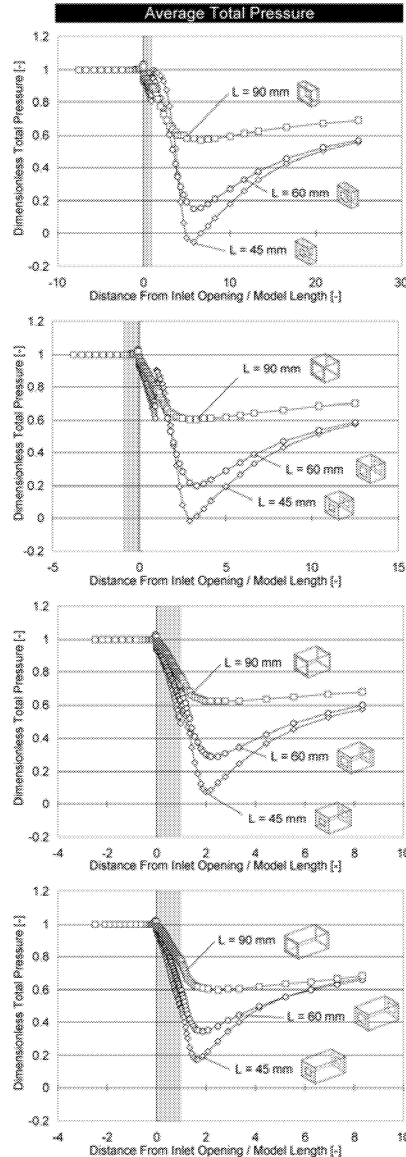 Average Total Pressure
Dimensionless Total Pressure [-]
1.2
1
0.8
0.6
0.4
0.2
0
-0.2
L = 90 mm
L = 60 mm
L = 45 mm
-10 0 10 20 30
Distance From Inlet Opening / Model Length [-]
Dimensionless Total Pressure [-]
1.2
1
0.8
0.6
0.4
0.2
0
-0.2
L = 90 mm
L = 60 mm
L = 45 mm
-5 0 5 10 15
Distance From Inlet Opening / Model Length [-]
Dimensionless Total Pressure [-]
1.2
1
0.8
0.6
0.4
0.2
0
-0.2
L = 90 mm
L = 60 mm
L = 45 mm
-4 -2 0 2 4 6 8 10
Distance From Inlet Opening / Model Length [-]
Dimensionless Total Pressure [-]
1.2
1
0.8
0.6
0.4
0.2
0
-0.2
L = 90 mm
L = 60 mm
L = 45 mm
-4 -2 0 2 4 6 8 10
Distance From Inlet Opening / Model Length [-]